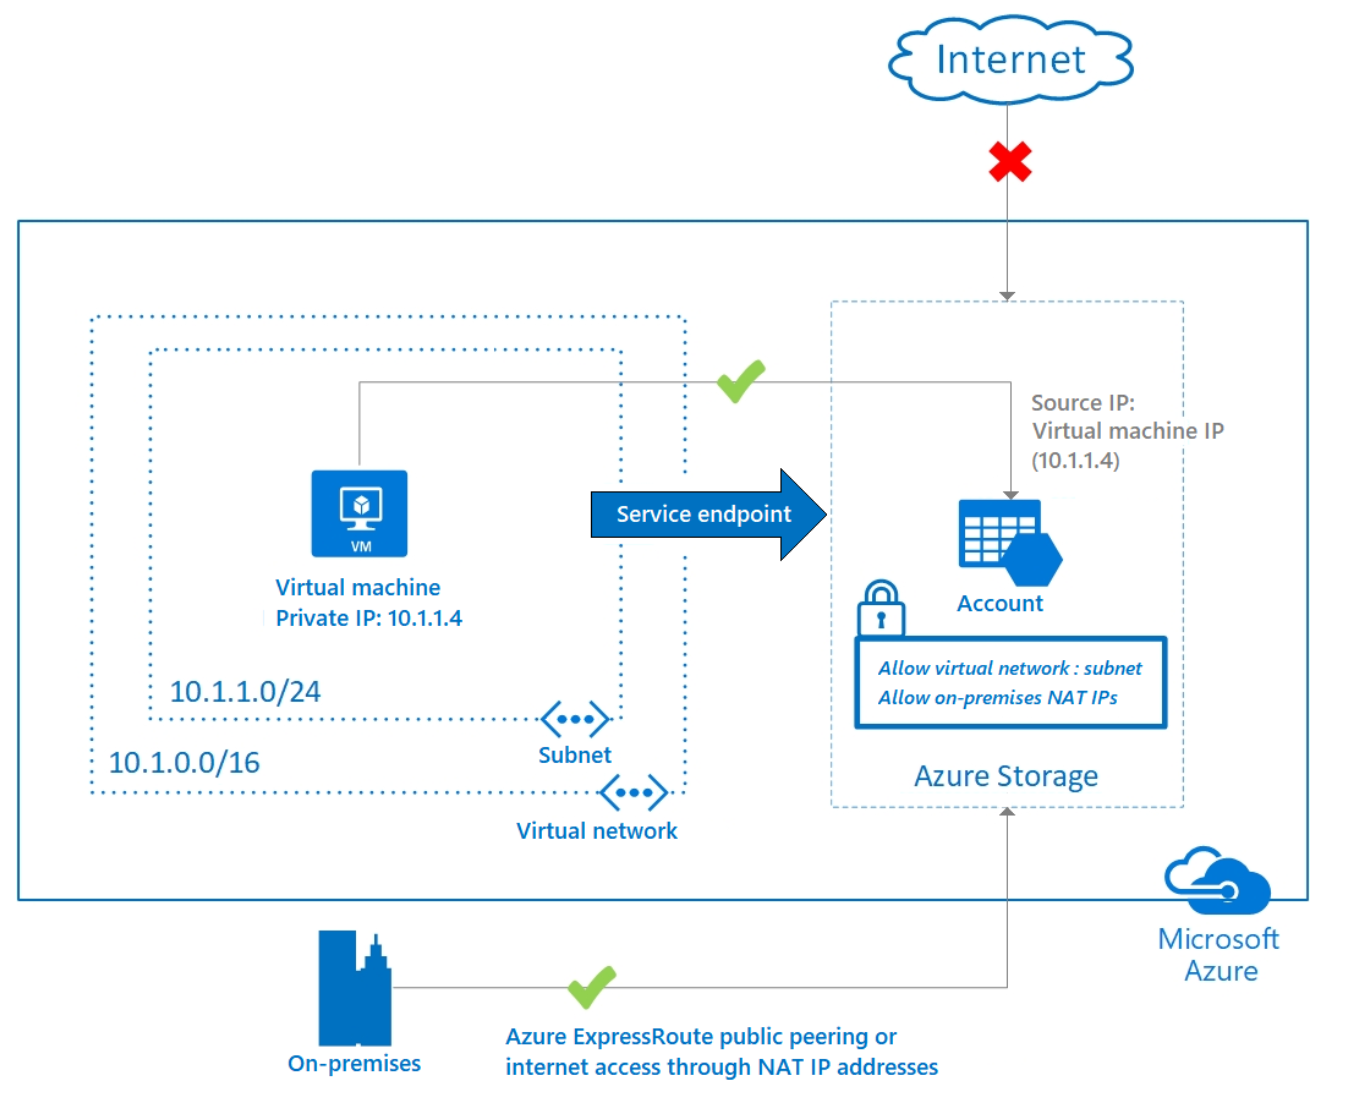 Internet
Source IP:
Virtual machine IP
(10.1.1.4)
Service endpoint
VM
Virtual machine
Private IP: 10.1.1.4
Account
Allow virtual network : subnet
Allow on-premises NAT IPs
10.1.1.0/24
Subnet
10.1.0.0/16
Azure Storage
Virtual network
Microsoft
Azure
On-premises
Azure ExpressRoute public peering or
internet access through NAT IP addresses